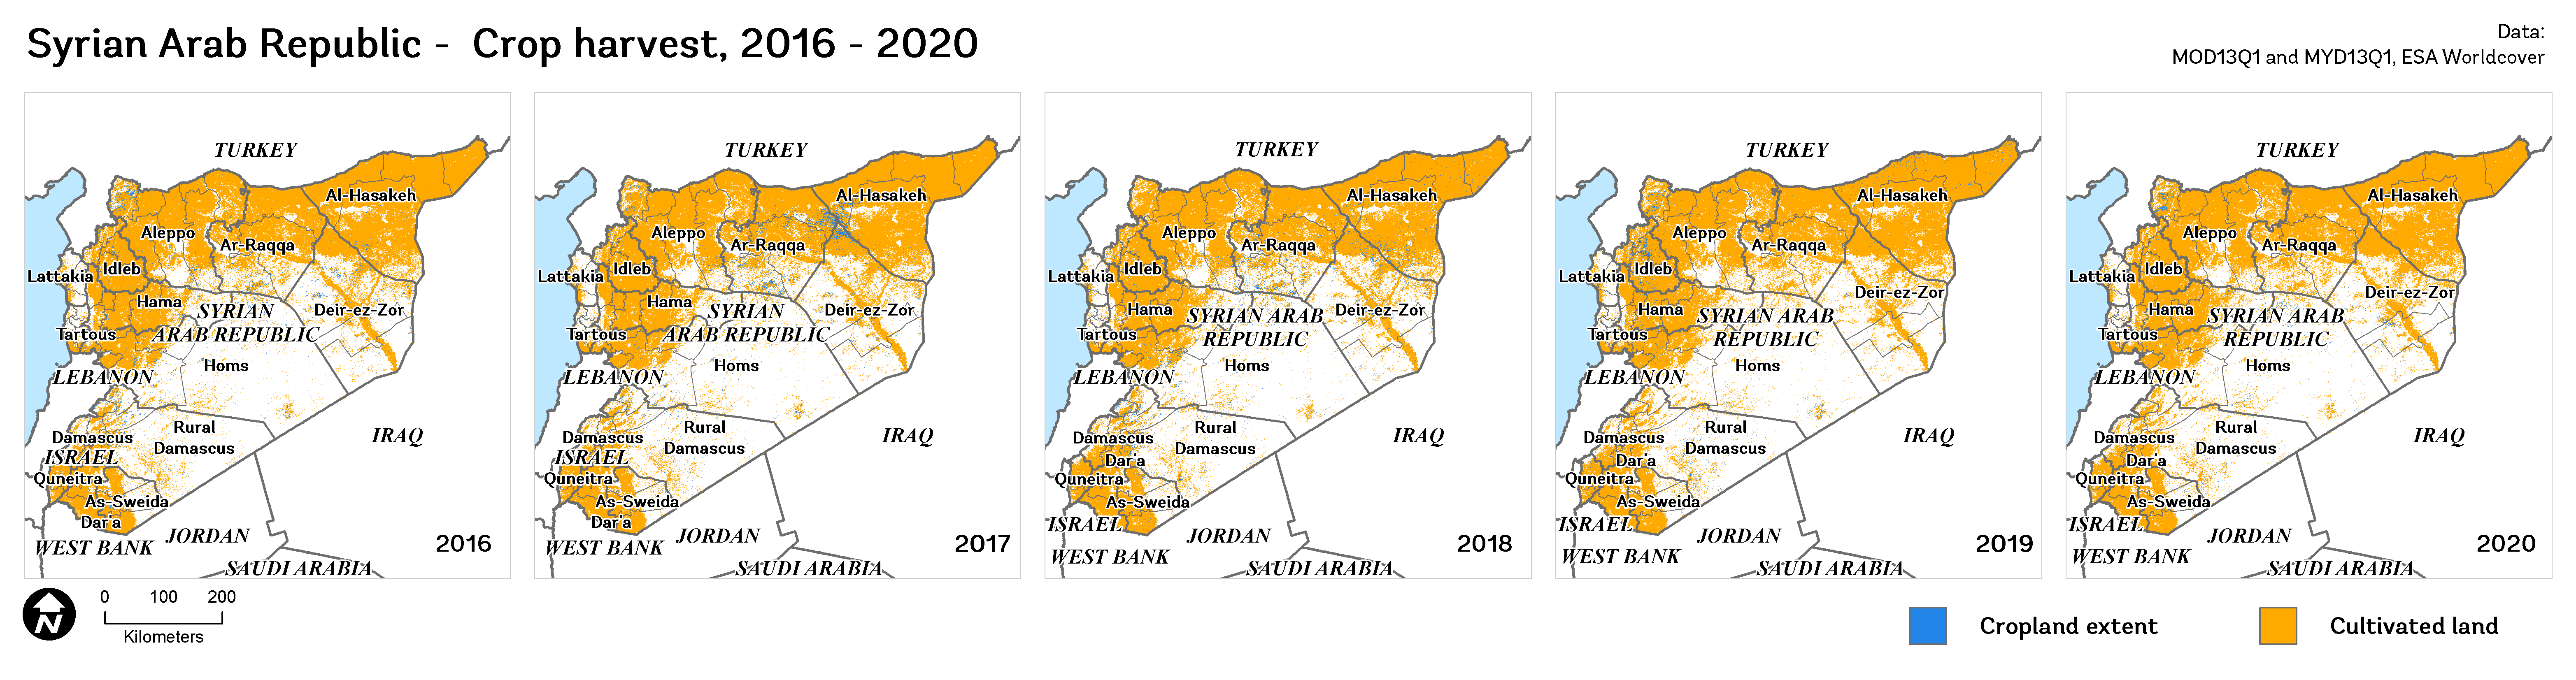 Syrian Arab Republic - Crop harvest, 2016 - 2020
Data:
MOD13Q1 and MYD13Q1, ESA Worldcover
TURKEY
Al-Hasakeh
Aleppo
Ar-Raqqa
Lattakia
Idleb
Hama
SYRIAN
ARAB REPUBLIC
Deir-ez-Zor
Tartous
Homs
LEBANON
Rural
Damascus
Damascus
IRAQ
ISRAEL
Quneitra
As-Sweida
Dar'a
JORDAN
WEST BANK
SAUDI ARABIA
2016
TURKEY
Al-Hasakeh
Aleppo
Ar-Raqqa
Lattakia
Idleb
Hama
SYRIAN
ARAB REPUBLIC
Deir-ez-Zor
Tartous
Homs
LEBANON
Rural
Damascus
Damascus
IRAQ
ISRAEL
Quneitra
As-Sweida
Dar'a
JORDAN
WEST BANK
SAUDI ARABIA
2017
TURKEY
Al-Hasakeh
Aleppo
Ar-Raqqa
Lattakia
Idleb
Hama
SYRIAN ARAB
REPUBLIC
Deir-ez-Zor
Tartous
Homs
LEBANON
Rural
Damascus
Damascus
IRAQ
Dar'a
Quneitra
As-Sweida
ISRAEL
JORDAN
WEST BANK
SAUDI ARABIA
2018
TURKEY
Al-Hasakeh
Aleppo
Ar-Raqqa
Lattakia
Idleb
Deir-ez-Zor
Hama
SYRIAN ARAB
REPUBLIC
Tartous
Homs
LEBANON
Rural
Damascus
Damascus
IRAQ
Dar'a
Quneitra
As-Sweida
ISRAEL
JORDAN
WEST BANK
SAUDI ARABIA
2019
TURKEY
Al-Hasakeh
Aleppo
Ar-Raqqa
Lattakia
Idleb
Deir-ez-Zor
Hama
SYRIAN ARAB
REPUBLIC
Tartous
Homs
LEBANON
Rural
Damascus
Damascus
IRAQ
Dar'a
Quneitra
As-Sweida
ISRAEL
JORDAN
WEST BANK
SAUDI ARABIA
2020
N
0 100 200
Kilometers
Cropland extent
Cultivated land